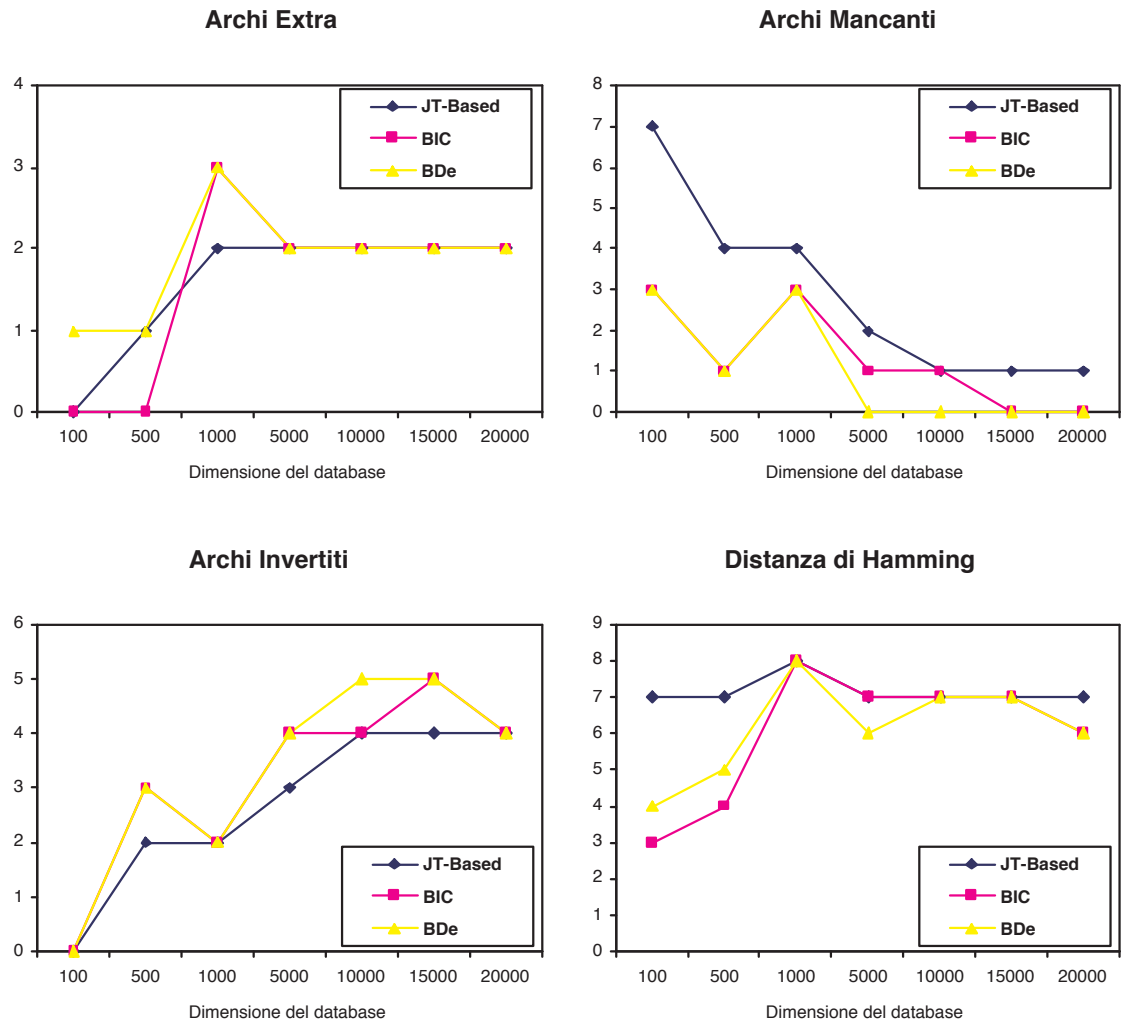 Archi Extra
4
3
2
1
0
100 500 1000 5000 10000 15000 20000
Dimensione del database
JT-Based
BIC
BDe
Archi Mancanti
8
7
6
5
4
3
2
1
0
100 500 1000 5000 10000 15000 20000
Dimensione del database
JT-Based
BIC
BDe
Archi Invertiti
6
5
4
3
2
1
0
100 500 1000 5000 10000 15000 20000
Dimensione del database
JT-Based
BIC
BDe
Distanza di Hamming
9
8
7
6
5
4
3
2
1
0
100 500 1000 5000 10000 15000 20000
Dimensione del database
JT-Based
BIC
BDe